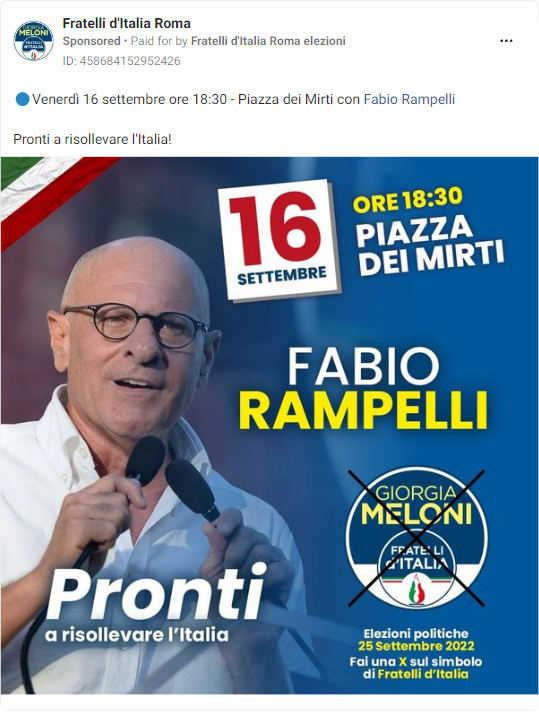 Fratelli d'Italia Roma
Sponsored • Paid for by Fratelli d'Italia Roma elezioni
ID: 458684152952426
Venerdì 16 settembre ore 18:30 - Piazza dei Mirti con Fabio Rampelli
Pronti a risollevare l'Italia!
16
SETTEMBRE
ORE 18:30
PIAZZA
DEI MIRTI
FABIO
RAMPELLI
GIORGIA
MELONI
FRATELLI
d'ITALIA
Pronti
a risollevare l'Italia
Elezioni politiche
25 Settembre 2022
Fai una X sul simbolo
di Fratelli d'Italia